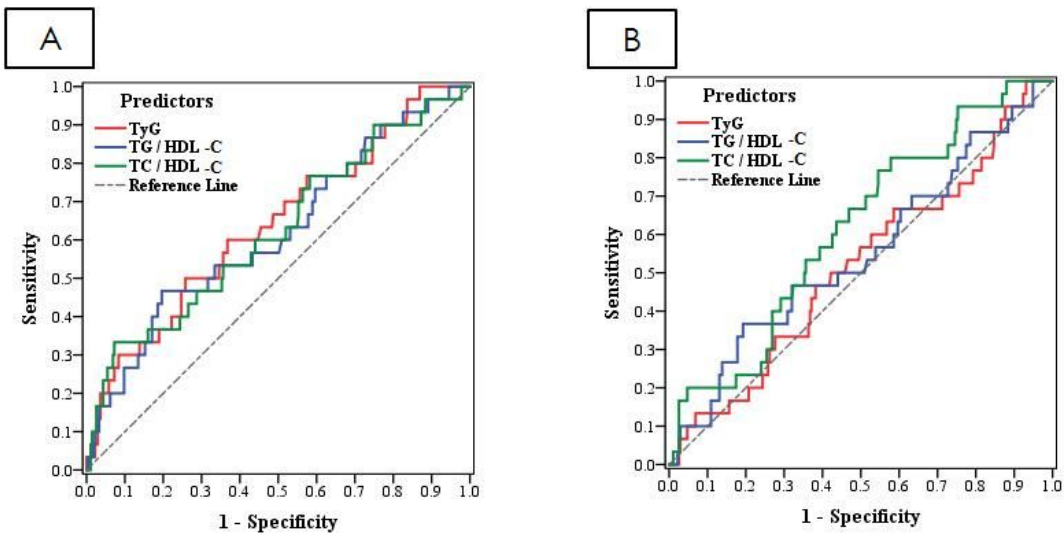 A
Predictors
TyG
TG / HDL -C
TC / HDL -C
Reference Line
Sensitivity
1.0
0.9
0.8
0.7
0.6
0.5
0.4
0.3
0.2
0.1
0.0
0.0 0.1 0.2 0.3 0.4 0.5 0.6 0.7 0.8 0.9 1.0
1 - Specificity
B
Predictors
TyG
TG / HDL -C
TC / HDL -C
Reference Line
Sensitivity
1.0
0.9
0.8
0.7
0.6
0.5
0.4
0.3
0.2
0.1
0.0
0.0 0.1 0.2 0.3 0.4 0.5 0.6 0.7 0.8 0.9 1.0
1 - Specificity